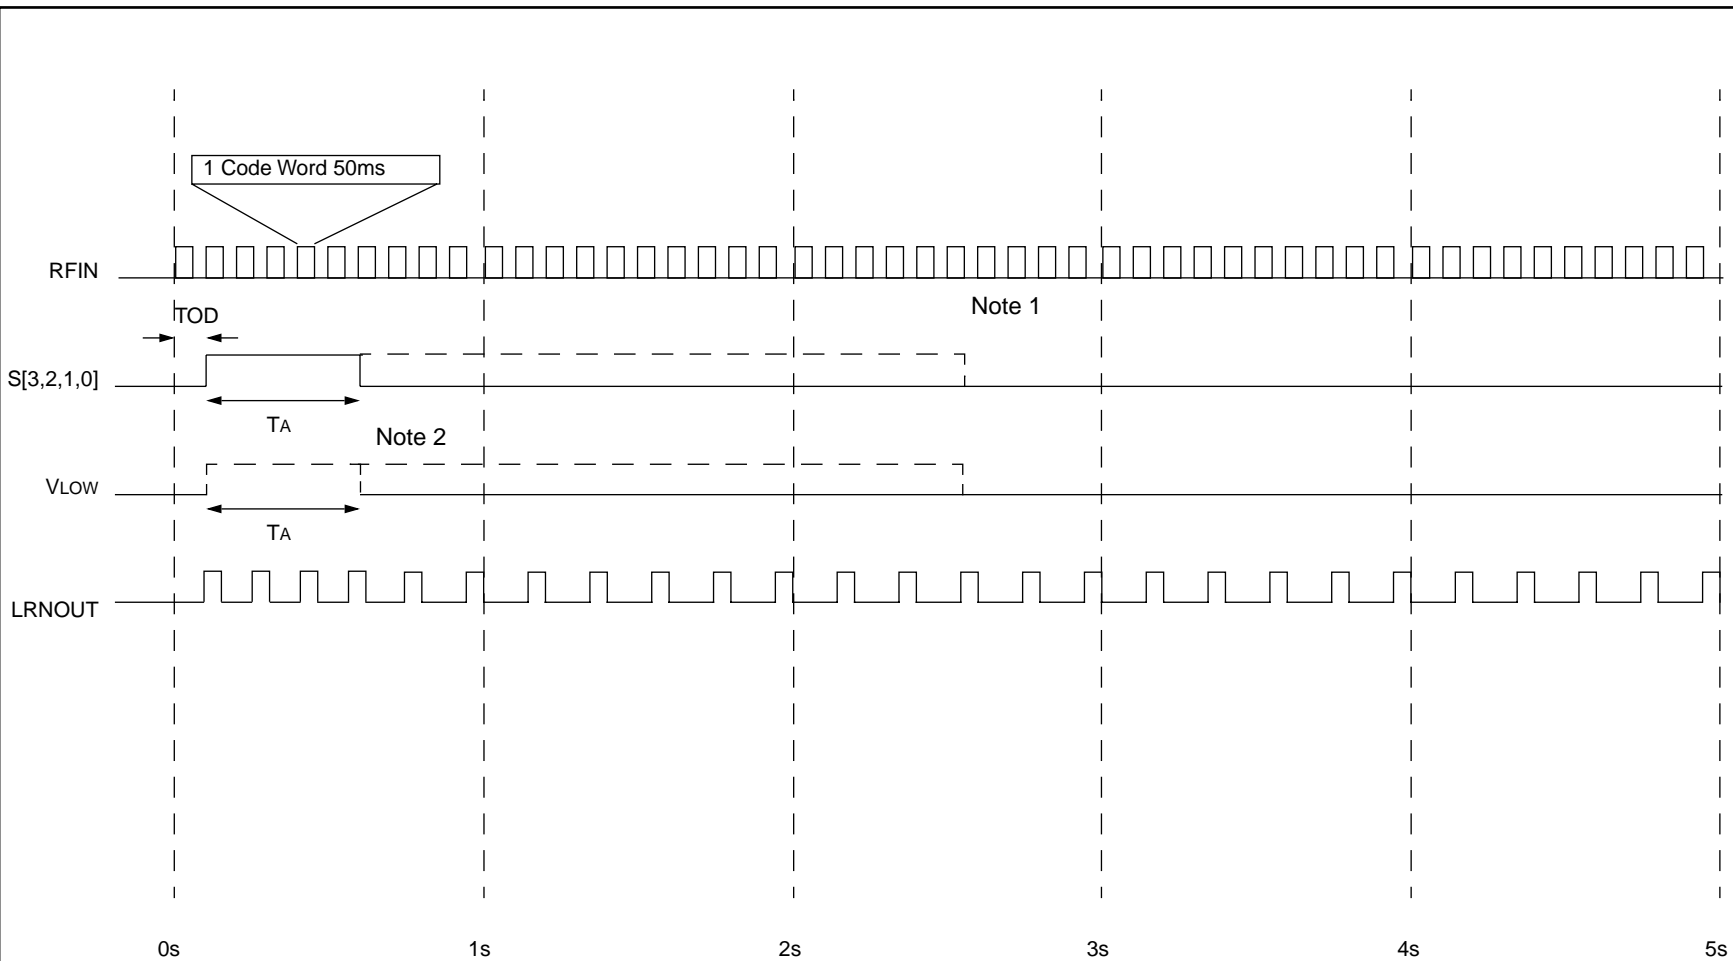 1 Code Word 50ms
RFIN
Note 1
TOD
S[3,2,1,0]
TA
Note 2
VLOW
TA
LRNOUT
0s 1s 2s 3s 4s 5s